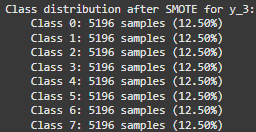 Class distribution after SMOTE for y_3:
Class 0: 5196 samples (12.50%)
Class 1: 5196 samples (12.50%)
Class 2: 5196 samples (12.50%)
Class 3: 5196 samples (12.50%)
Class 4: 5196 samples (12.50%)
Class 5: 5196 samples (12.50%)
Class 6: 5196 samples (12.50%)
Class 7: 5196 samples (12.50%)